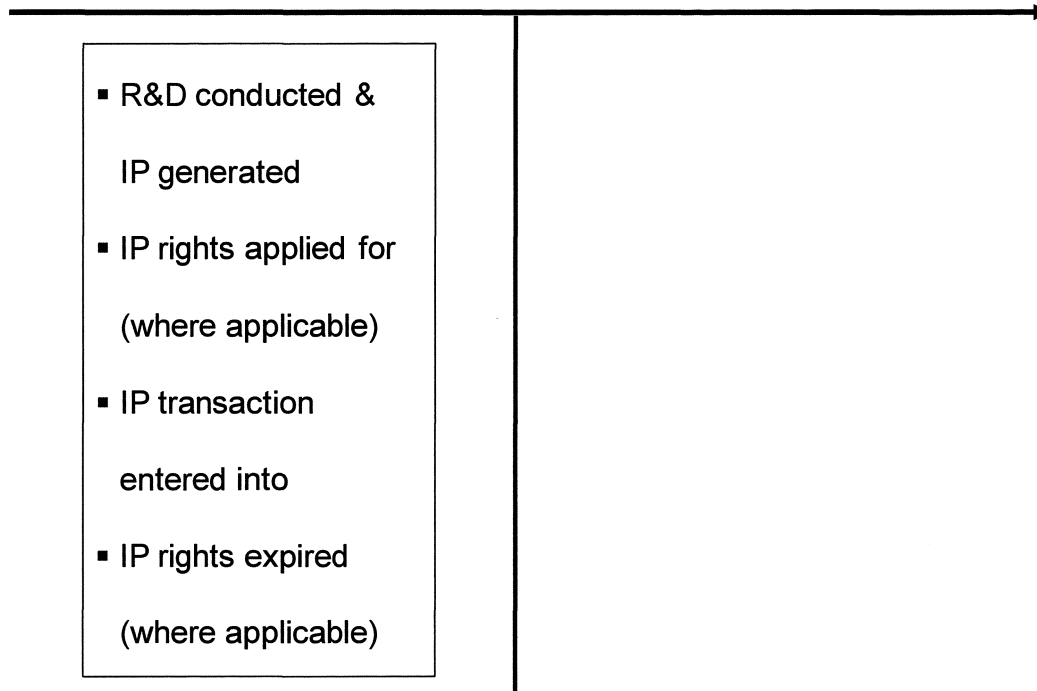 ▪ R&D conducted &
IP generated
▪ IP rights applied for
(where applicable)
▪ IP transaction
entered into
▪ IP rights expired
(where applicable)